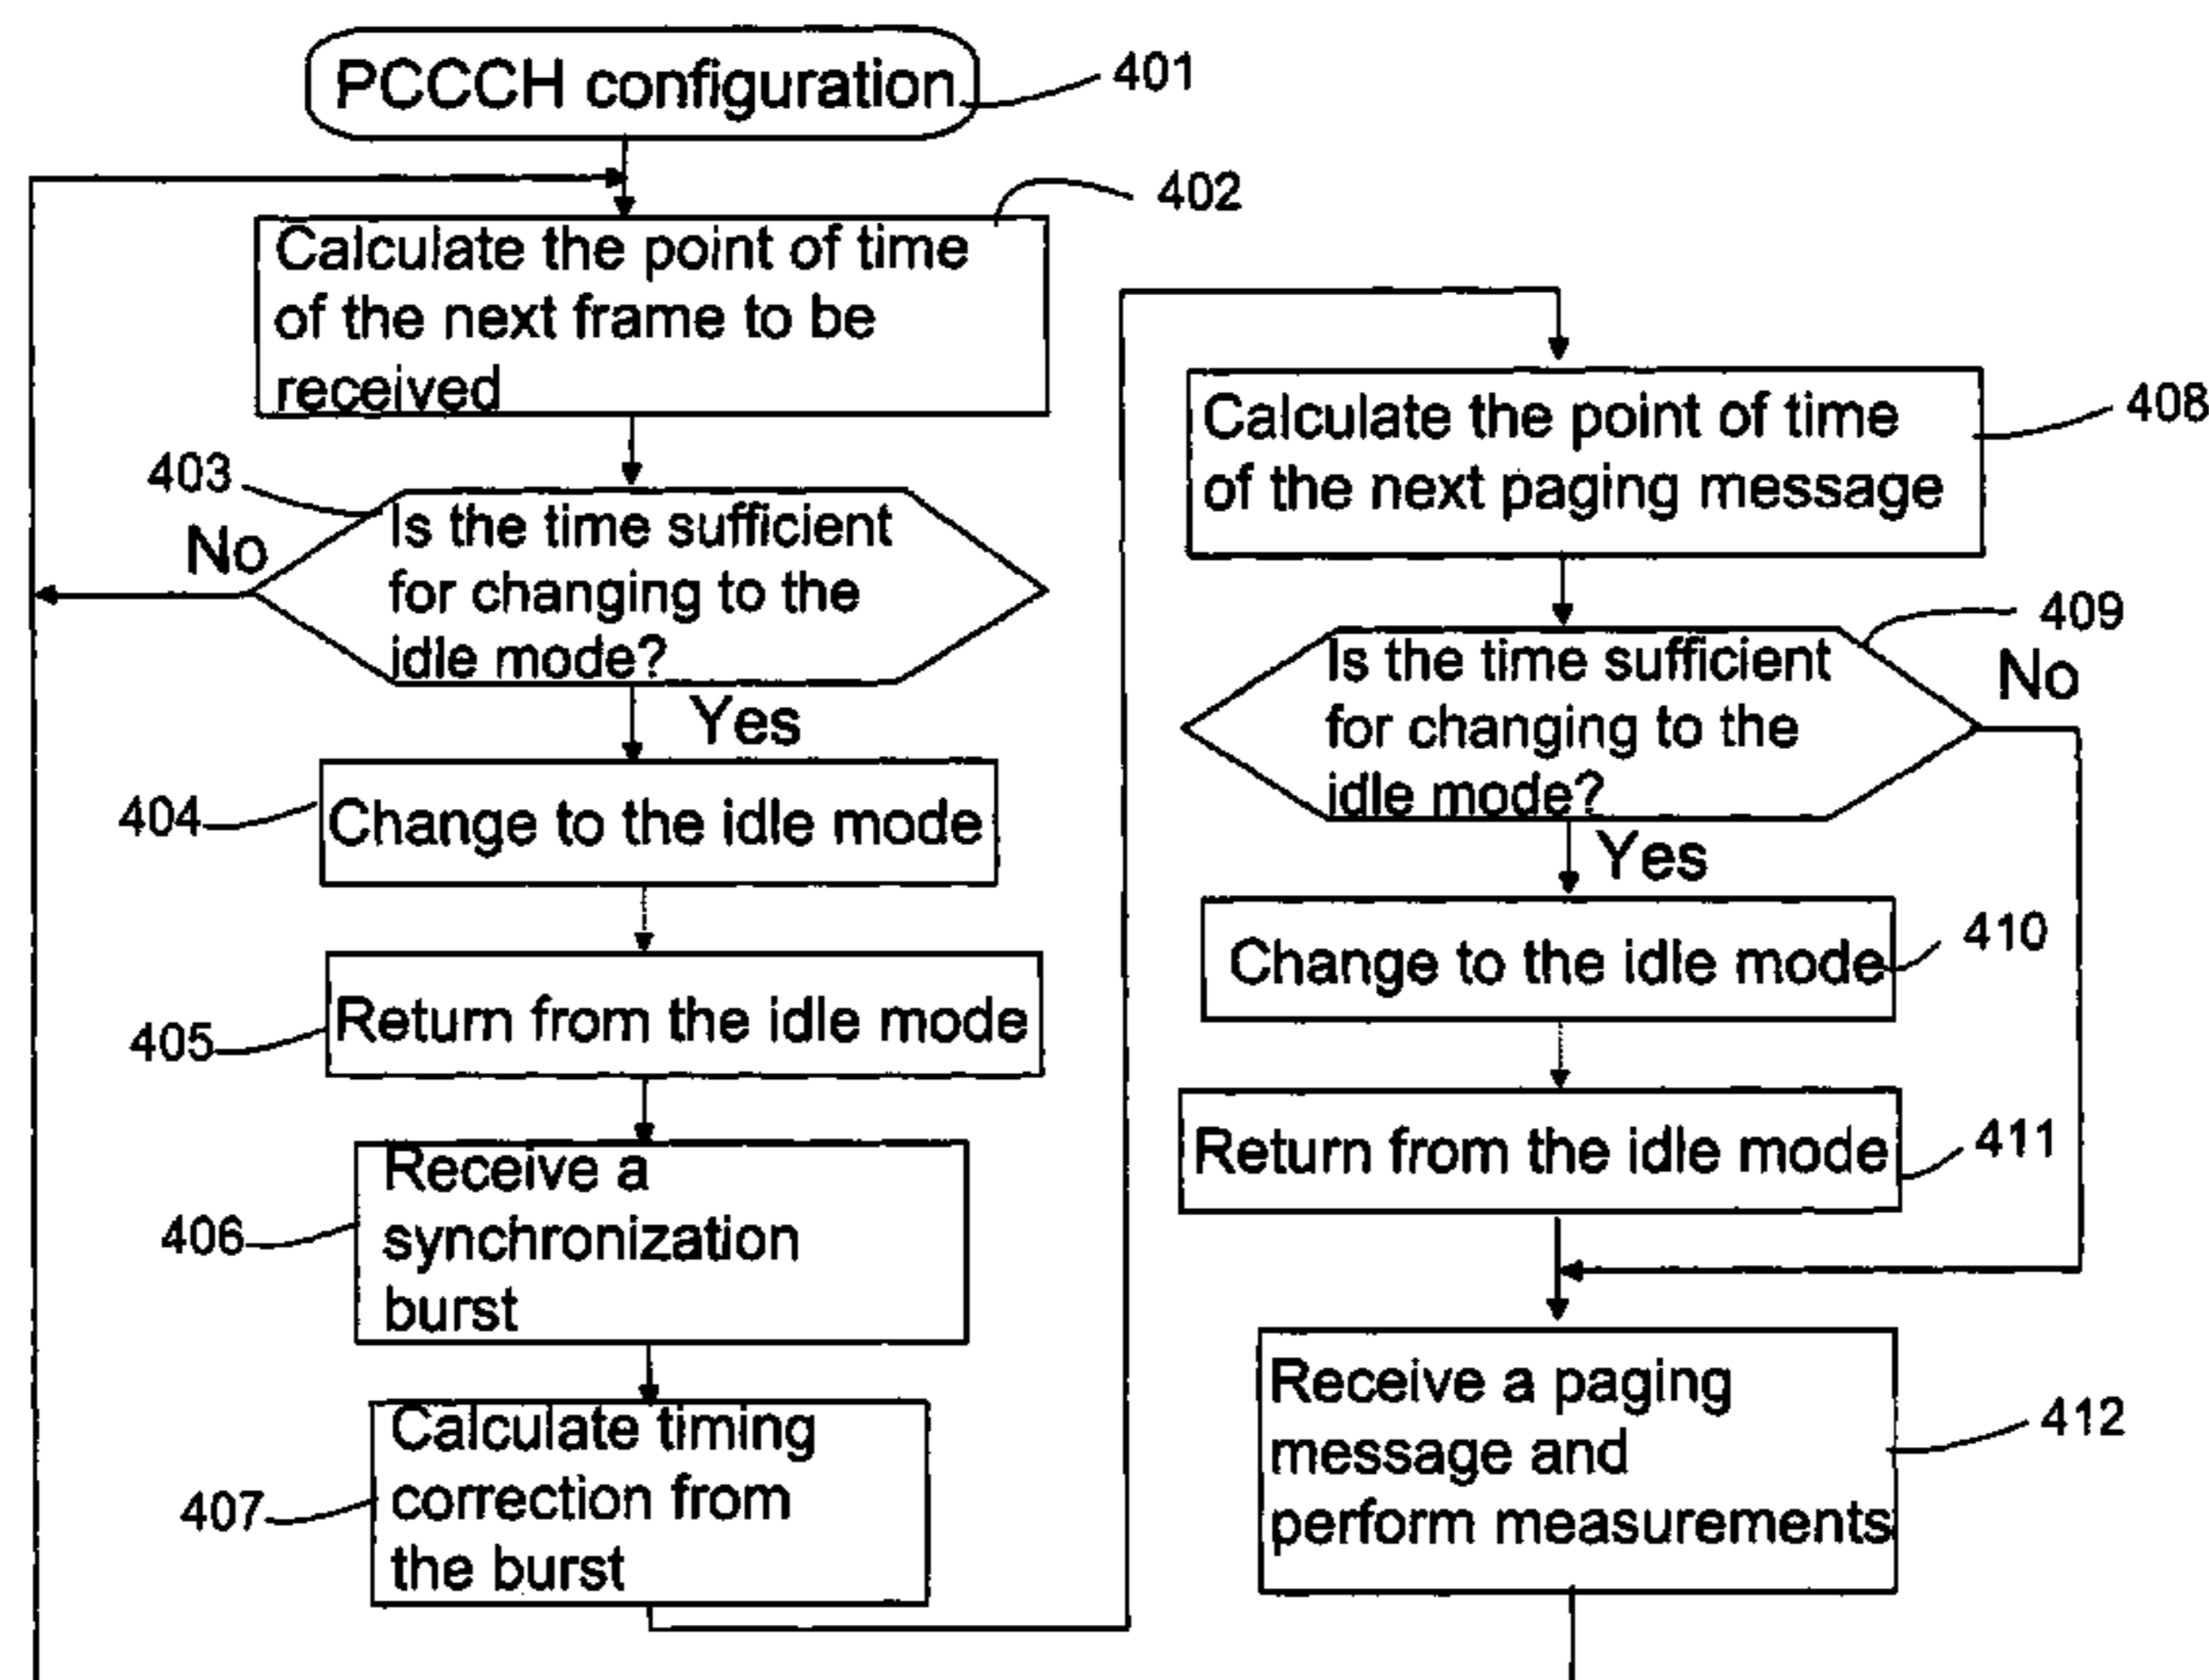 PCCCH configuration
401
402
Calculate the point of time
of the next frame to be
received
403
No
Is the time sufficient
for changing to the
idle mode?
Yes
404
Change to the idle mode
405
Return from the idle mode
406
Receive a
synchronization
burst
407
Calculate timing
correction from
the burst
408
Calculate the point of time
of the next paging message
409
Is the time sufficient
for changing to the
idle mode?
No
Yes
Change to the idle mode
410
Return from the idle mode
411
Receive a paging
message and
perform measurements
412